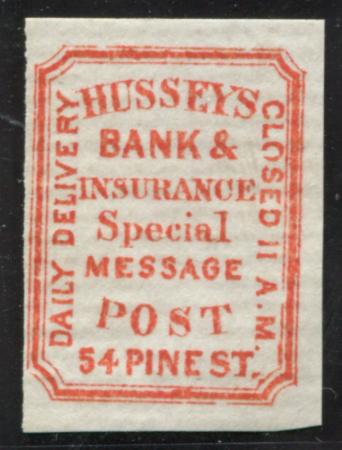 HUSSEYS
BANK &
INSURANCE
Special
MESSAGE
POST
54 PINE ST.
DAILY DELIVERY
CLOSED 11 A.M.